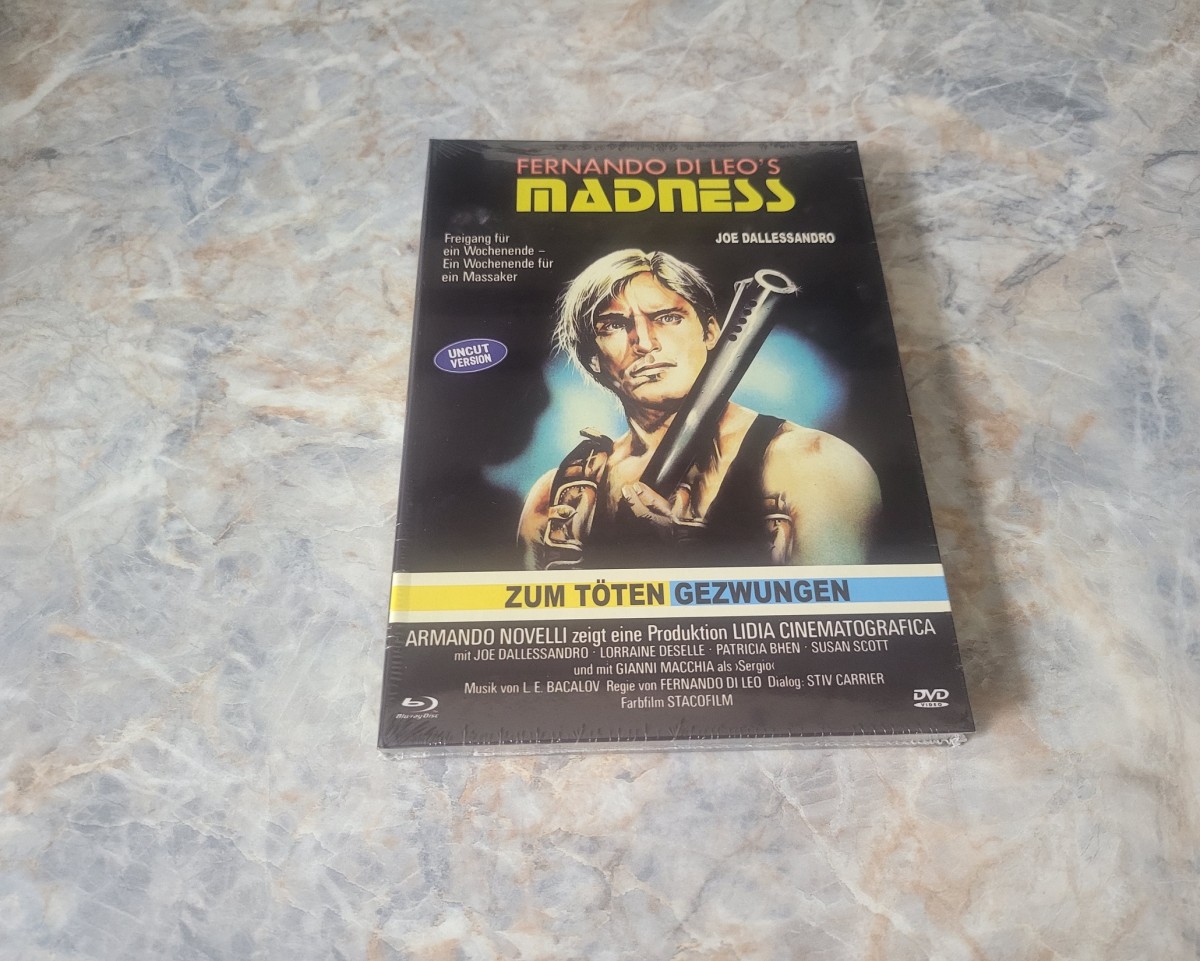 FERNANDO DI LEO'S
MADNESS
Freigang für
ein Wochenende –
Ein Wochenende für
ein Massaker
JOE DALLESSANDRO
UNCUT
VERSION
ZUM TÖTEN GEZWUNGEN
ARMANDO NOVELLI zeigt eine Produktion LIDIA CINEMATOGRAFICA
mit JOE DALLESSANDRO · LORRAINE DESELLE · PATRICIA BHEN · SUSAN SCOTT
und mit GIANNI MACCHIA als ›Sergio‹
Musik von L. E. BACALOV Regie von FERNANDO DI LEO Dialog: STIV CARRIER
Farbfilm STACOFILM
Blu-ray Disc
DVD
VIDEO